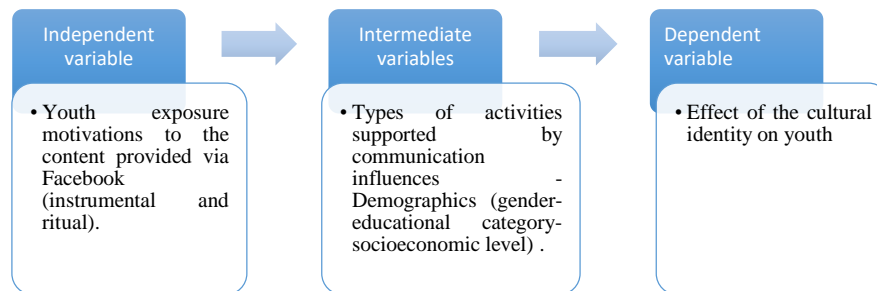 Independent
variable
• Youth exposure
motivations to the
content provided via
Facebook
(instrumental and
ritual).
Intermediate
variables
• Types of activities
supported by
communication
influences -
Demographics (gender-
educational category-
socioeconomic level) .
Dependent
variable
• Effect of the cultural
identity on youth